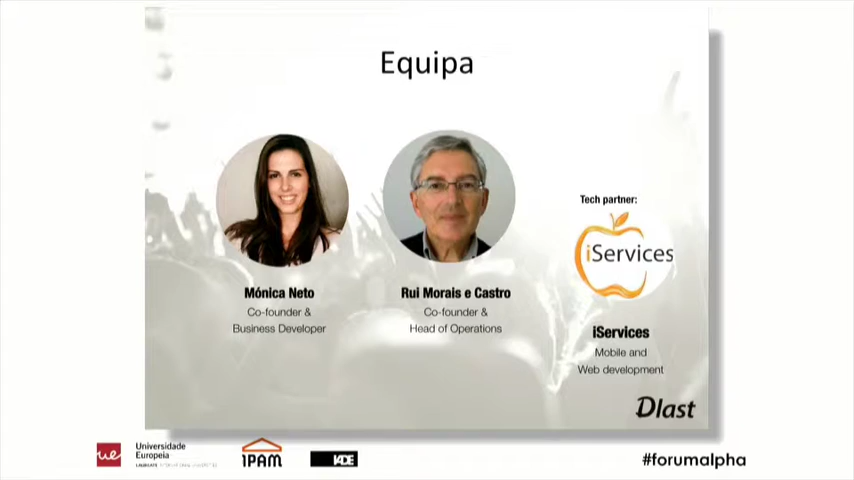 Equipa
Mónica Neto
Co-founder &
Business Developer
Rui Morais e Castro
Co-founder &
Head of Operations
Tech partner:
iServices
iServices
Mobile and
Web development
Dlast
ue
Universidade
Europeia
IPAM
IADE
#forumalpha